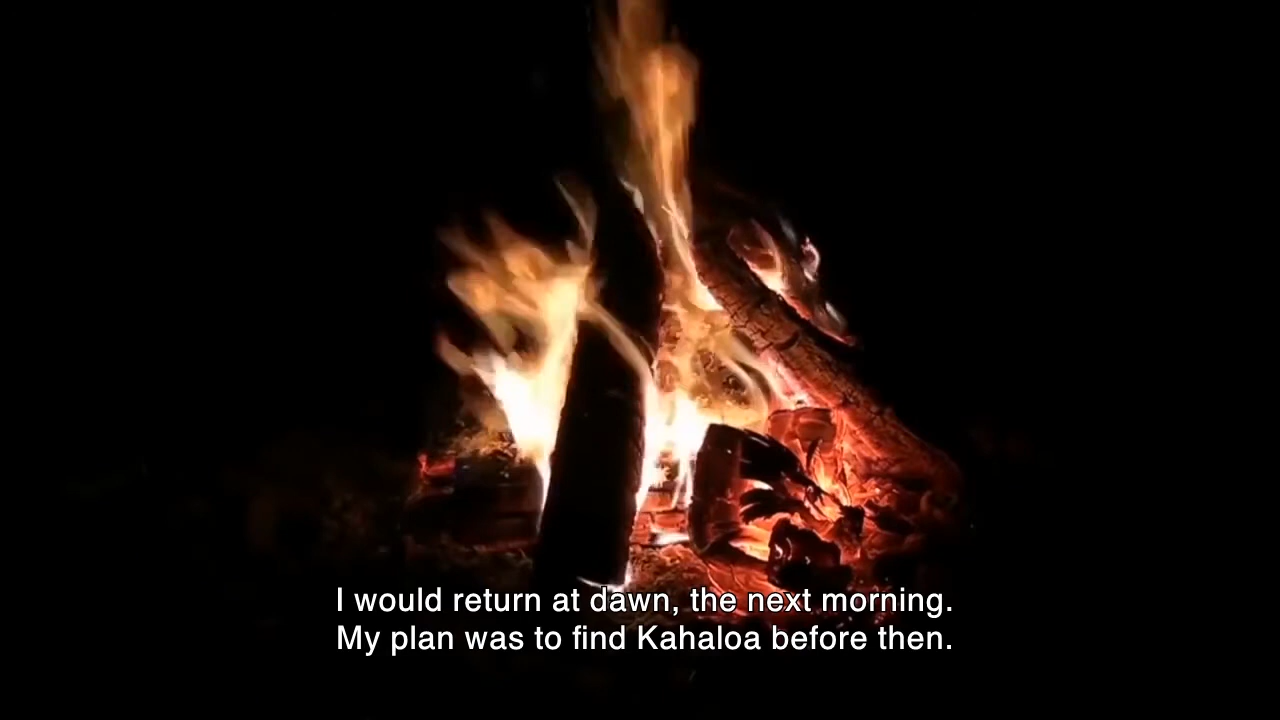 I would return at dawn, the next morning.
My plan was to find Kahaloa before then.